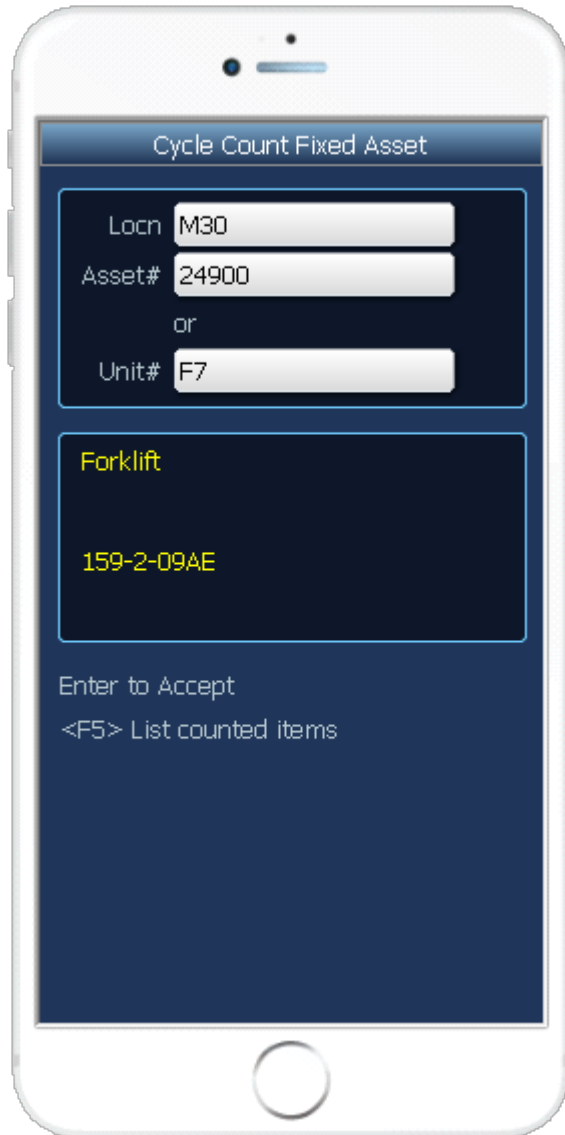 Cycle Count Fixed Asset
Locn M30
Asset# 24900
or
Unit# F7
Forklift
159-2-09AE
Enter to Accept
<F5> List counted items